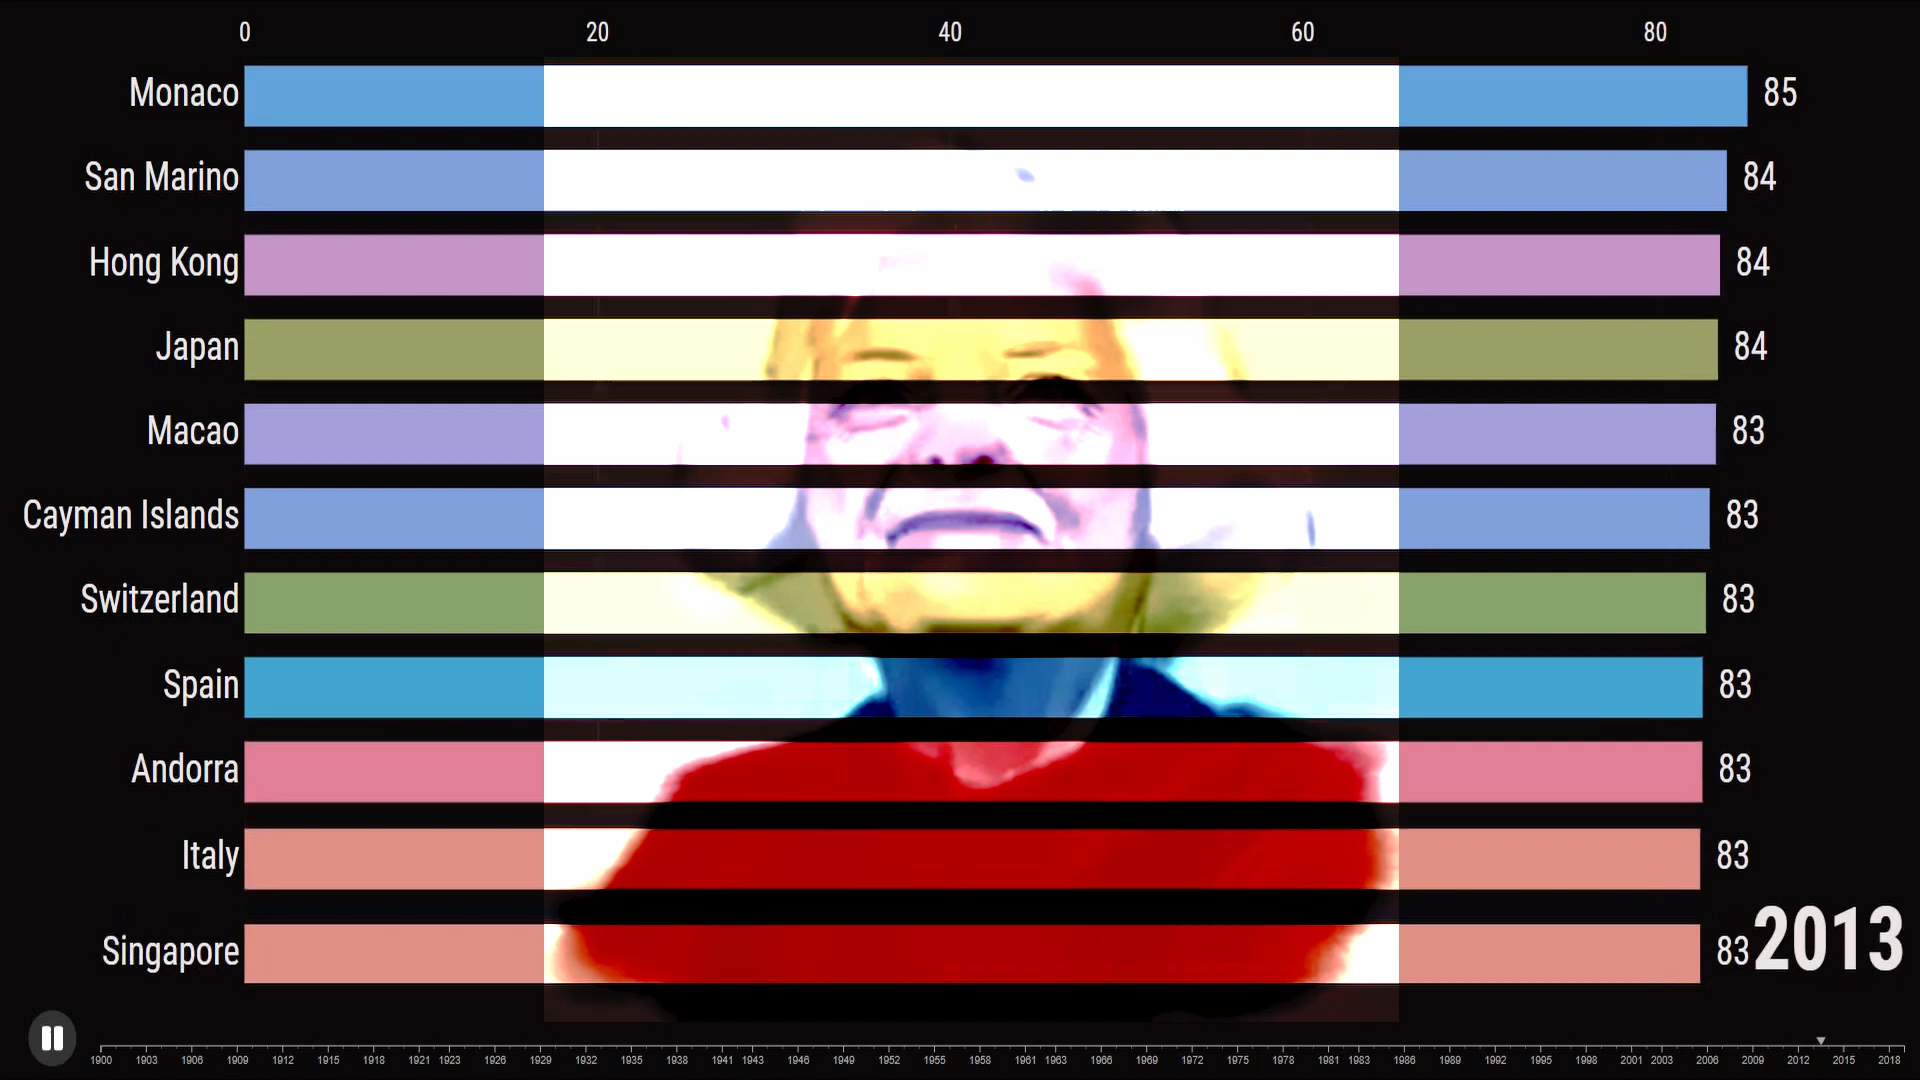 0 20 40 60 80
Monaco 85
San Marino 84
Hong Kong 84
Japan 84
Macao 83
Cayman Islands 83
Switzerland 83
Spain 83
Andorra 83
Italy 83
Singapore 83
2013
1900 1903 1906 1909 1912 1915 1918 1921 1923 1926 1929 1932 1935 1938 1941 1943 1946 1949 1952 1955 1958 1961 1963 1966 1969 1972 1975 1978 1981 1983 1986 1989 1992 1995 1998 2001 2003 2006 2009 2012 2015 2018